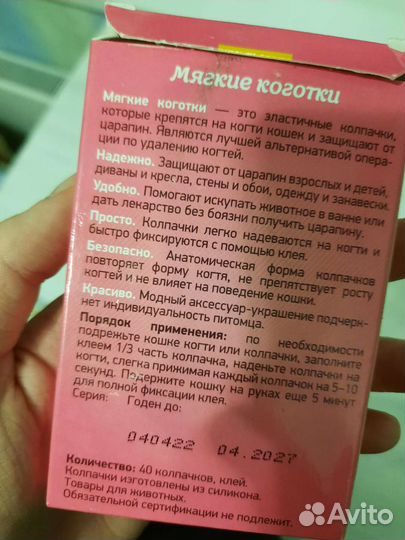 Мягкие коготки
Мягкие коготки — это эластичные колпачки,
которые крепятся на когти кошек и защищают от
царапин. Являются лучшей альтернативой опера-
ции по удалению когтей.
Надежно. Защищают от царапин взрослых и детей,
диваны и кресла, стены и обои, одежду и занавески.
Удобно. Помогают искупать животное в ванне или
дать лекарство без боязни получить царапину.
Просто. Колпачки легко надеваются на когти и
быстро фиксируются с помощью клея.
Безопасно. Анатомическая форма колпачков
повторяет форму когтя, не препятствует росту
когтей и не влияет на поведение кошки.
Красиво. Модный аксессуар-украшение подчерк-
нет индивидуальность питомца.
Порядок применения: по необходимости
подрежьте кошке когти или колпачки, заполните
клеем 1/3 часть колпачка, наденьте колпачки на
когти, слегка прижимая каждый колпачок на 5-10
секунд. Подержите кошку на руках еще 5 минут
для полной фиксации клея.
Серия: Годен до:
040422 04.2027
Количество: 40 колпачков, клей.
Колпачки изготовлены из силикона.
Товары для животных.
Обязательной сертификации не подлежит.
Avito